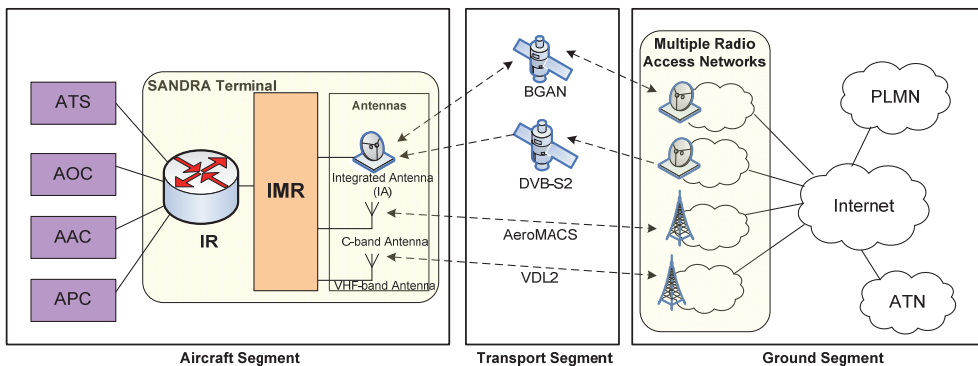 ATS
AOC
AAC
APC
SANDRA Terminal
IR
IMR
Antennas
Integrated Antenna
(IA)
C-band Antenna
VHF-band Antenna
Aircraft Segment
BGAN
DVB-S2
AeroMACS
VDL2
Transport Segment
Multiple Radio
Access Networks
PLMN
Internet
ATN
Ground Segment